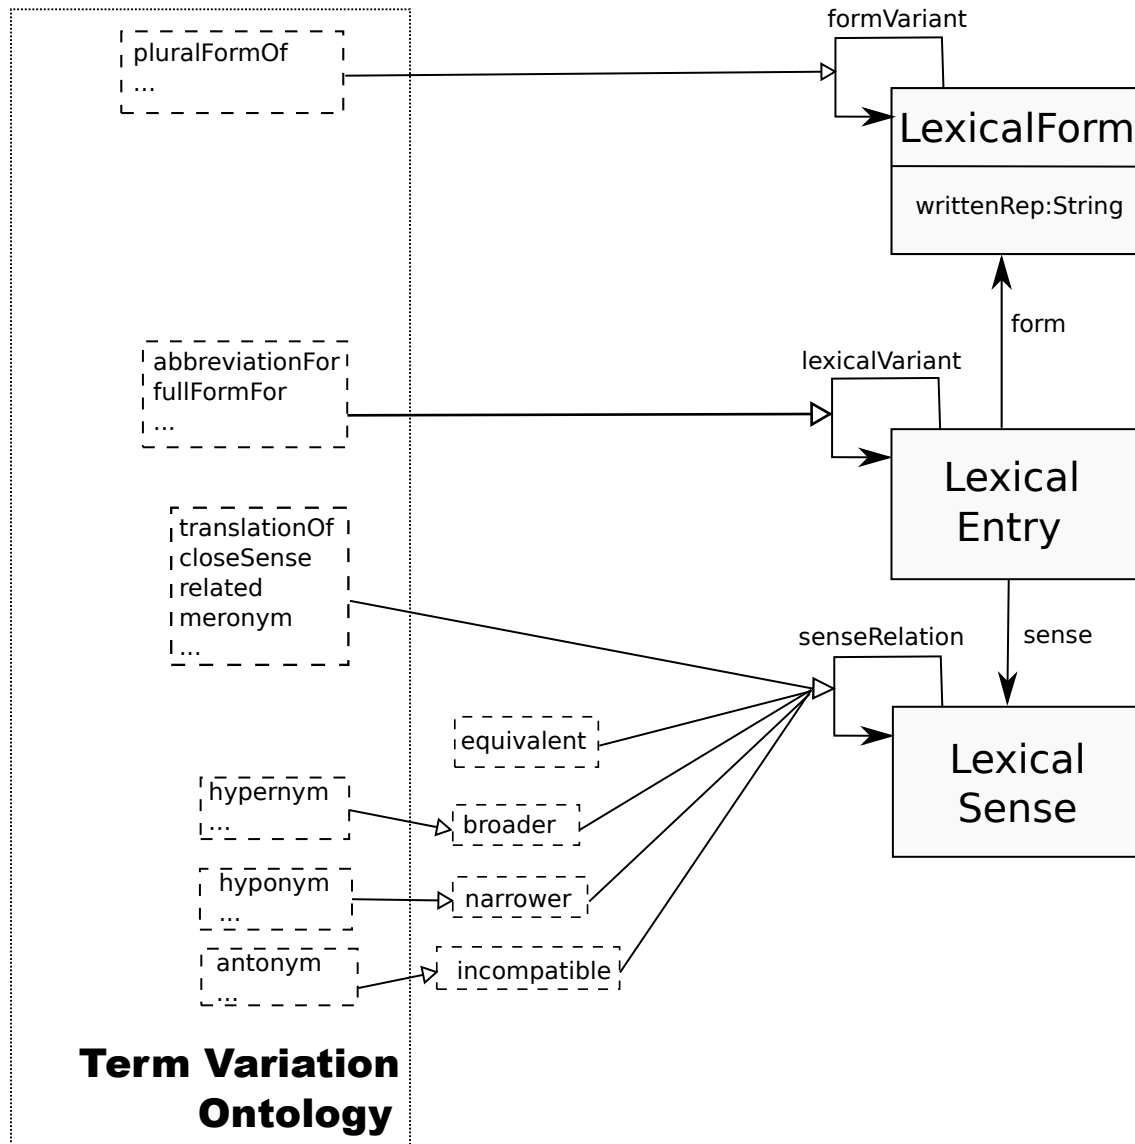 formVariant
pluralFormOf
...
LexicalForm
writtenRep:String
form
abbreviationFor
fullFormFor
...
lexicalVariant
Lexical
Entry
translationOf
closeSense
related
meronym
...
senseRelation
sense
equivalent
Lexical
Sense
hypernym
...
broader
hyponym
...
narrower
antonym
...
incompatible
Term Variation
Ontology